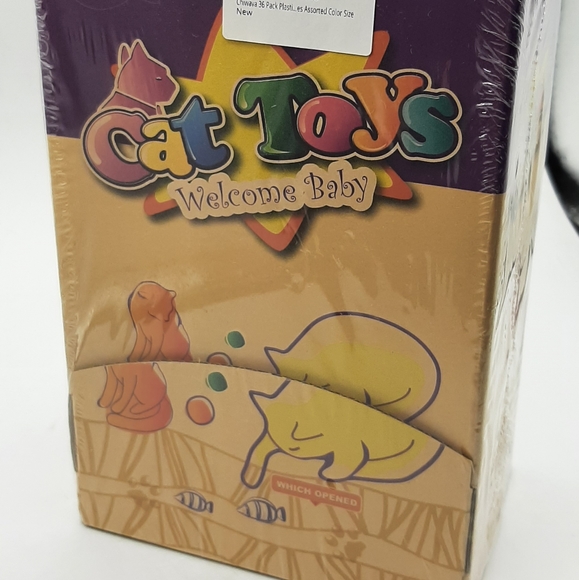 Chiwava 36 Pack Plasti...es Assorted Color Size
New
Cat Toys
Welcome Baby
WHICH OPENED